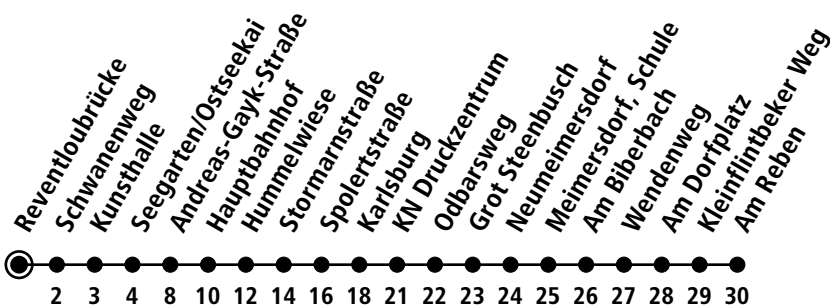 Reventloubrücke
Schwanenweg
Kunsthalle
Seegarten/Ostseekai
Andreas-Gayk-Straße
Hauptbahnhof
Hummelwiese
Stormarnstraße
Spolertstraße
Karlsburg
KN Druckzentrum
Odbarsweg
Grot Steenbusch
Neumeimersdorf
Meimersdorf, Schule
Am Biberbach
Wendenweg
Am Dorfplatz
Kleinflintbeker Weg
Am Reben
2 3 4 8 10 12 14 16 18 21 22 23 24 25 26 27 28 29 30